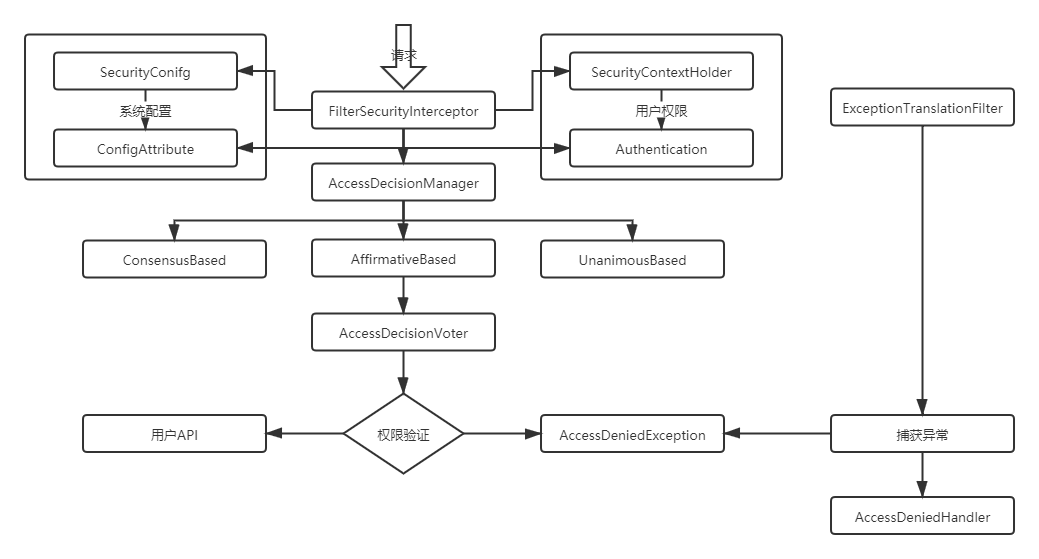 请求
SecurityConifg
SecurityContextHolder
FilterSecurityInterceptor
ExceptionTranslationFilter
系统配置
用户权限
ConfigAttribute
Authentication
AccessDecisionManager
ConsensusBased
AffirmativeBased
UnanimousBased
AccessDecisionVoter
用户API
权限验证
AccessDeniedException
捕获异常
AccessDeniedHandler